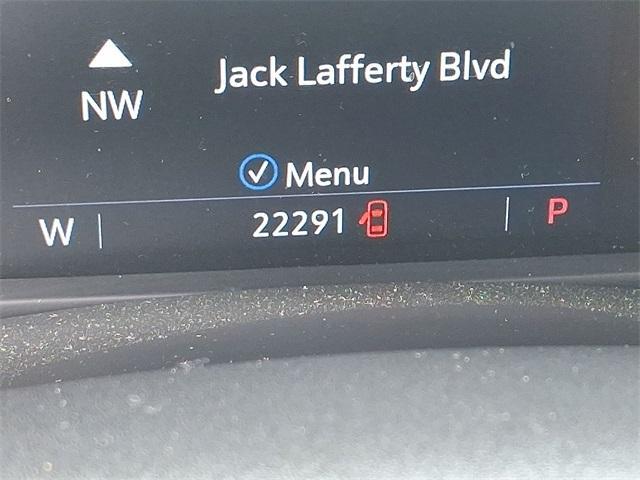 Jack Lafferty Blvd
NW
Menu
W 22291 P